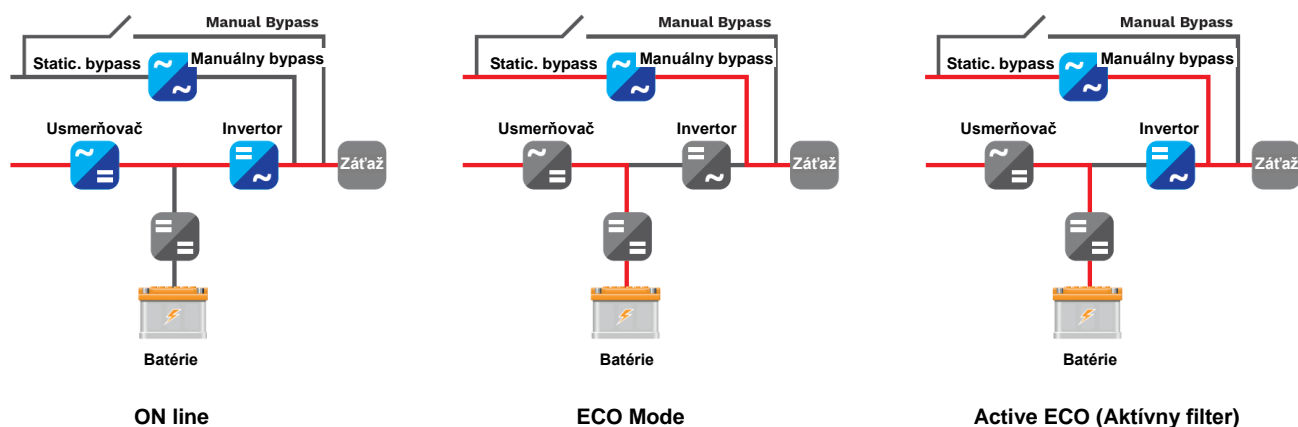 Manual Bypass
Static. bypass
Manuálny bypass
Usmerňovač
Invertor
Záťaž
Batérie
ON line
Manual Bypass
Static. bypass
Manuálny bypass
Usmerňovač
Invertor
Záťaž
Batérie
ECO Mode
Manual Bypass
Static. bypass
Manuálny bypass
Usmerňovač
Invertor
Záťaž
Batérie
Active ECO (Aktívny filter)